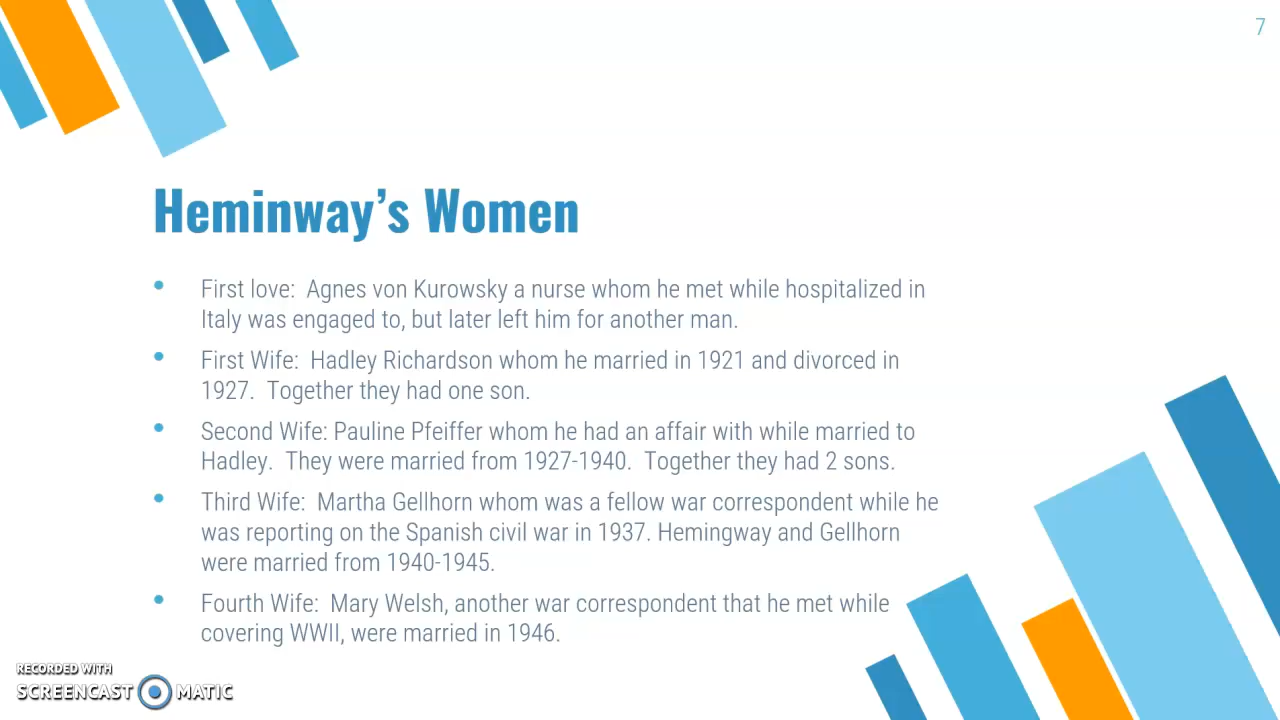 7
Heminway’s Women
• First love:  Agnes von Kurowsky a nurse whom he met while hospitalized in
Italy was engaged to, but later left him for another man.
• First Wife:  Hadley Richardson whom he married in 1921 and divorced in
1927.  Together they had one son.
• Second Wife: Pauline Pfeiffer whom he had an affair with while married to
Hadley.  They were married from 1927-1940.  Together they had 2 sons.
• Third Wife:  Martha Gellhorn whom was a fellow war correspondent while he
was reporting on the Spanish civil war in 1937. Hemingway and Gellhorn
were married from 1940-1945.
• Fourth Wife:  Mary Welsh, another war correspondent that he met while
covering WWII, were married in 1946.
RECORDED WITH
SCREENCAST MATIC